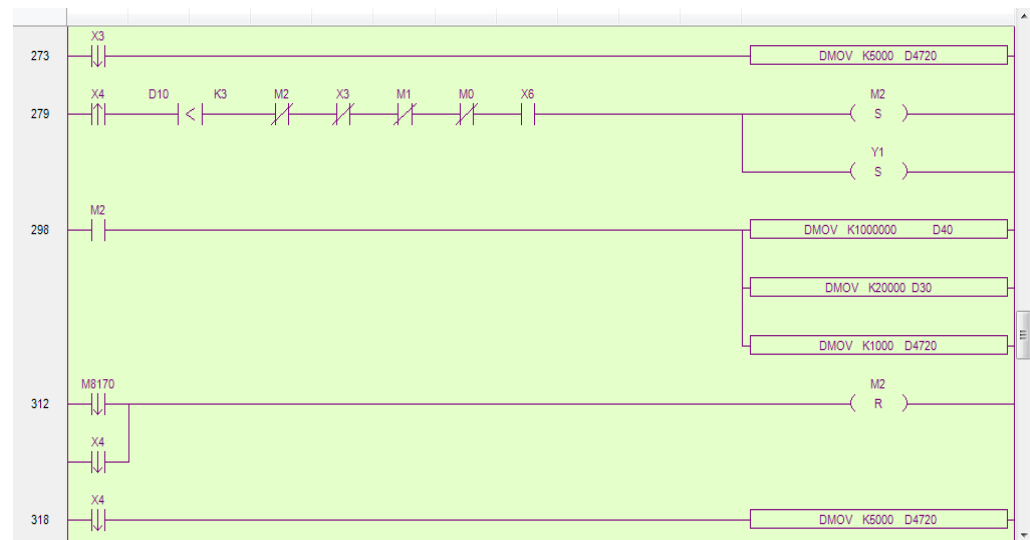 X3
273 DMOV K5000 D4720
X4 D10 K3 M2 X3 M1 M0 X6 M2
279 < S
Y1
S
M2
298 DMOV K1000000 D40
DMOV K20000 D30
DMOV K1000 D4720
M8170 M2
312 R
X4
X4
318 DMOV K5000 D4720